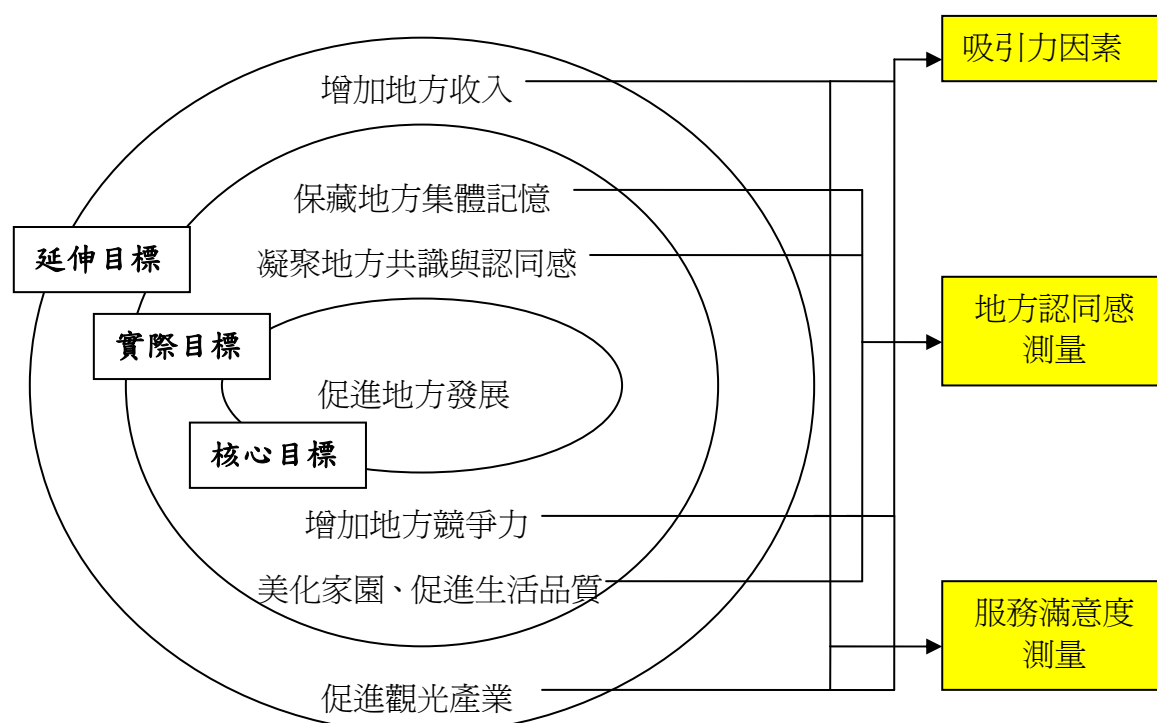 吸引力因素
增加地方收入
保藏地方集體記憶
延伸目標
凝聚地方共識與認同感
地方認同感
測量
實際目標
促進地方發展
核心目標
增加地方競爭力
美化家園、促進生活品質
服務滿意度
測量
促進觀光產業